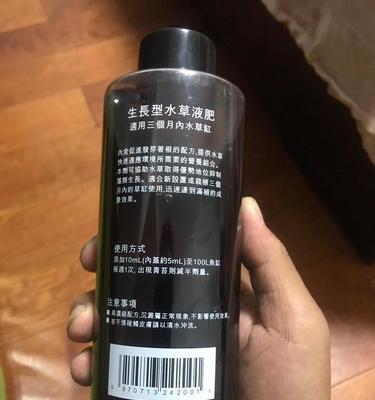 生長型水草液肥
適用三個月內水草缸
內含促進發芽著根的配方,提供水草
快速適應環境所需要的營養組合。
本劑可協助水草取得優勢地位抑制
藻類生長。適合新設置或栽植三個
月內的草缸使用,迅速達到滿植的成
景效果。
使用方式
添加10mL(內蓋約5mL)至100L魚缸
每週1次, 出現青苔則減半劑量。
注意事項
高濃縮配方,沉澱屬正常現象,不影響使用效果。
若不慎碰觸皮膚請以清水沖洗。
970713 242001